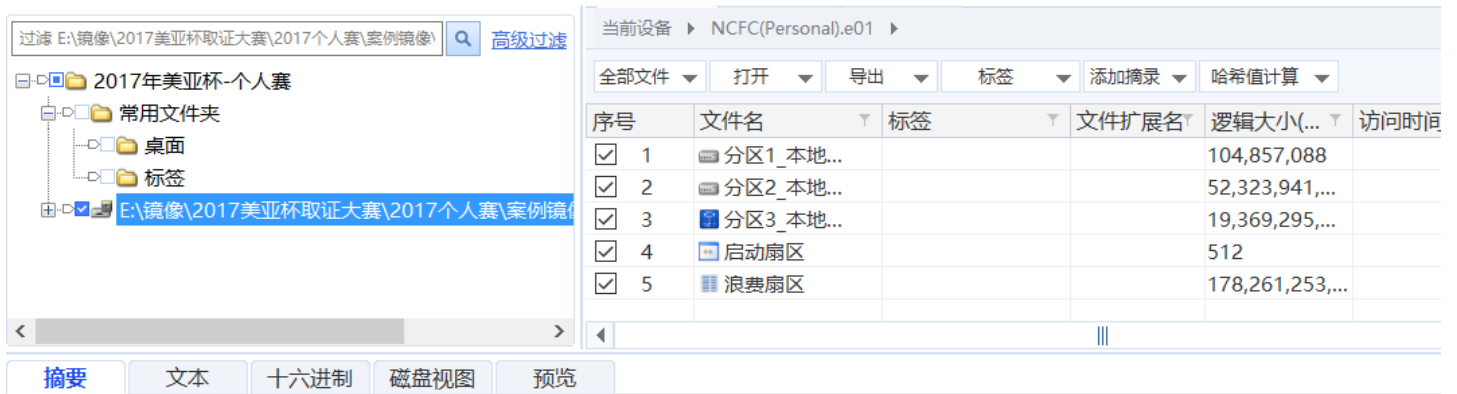 过滤 E:\镜像\2017美亚杯取证大赛\2017个人赛\案例镜像\
高级过滤
2017年美亚杯-个人赛
常用文件夹
桌面
标签
E:\镜像\2017美亚杯取证大赛\2017个人赛\案例镜
当前设备 NCFC(Personal).e01
全部文件 打开 导出 标签 添加摘录 哈希值计算
序号 文件名 标签 文件扩展名 逻辑大小(... 访问时间
1 分区1_本地... 104,857,088
2 分区2_本地... 52,323,941,...
3 分区3_本地... 19,369,295,...
4 启动扇区 512
5 浪费扇区 178,261,253,...
摘要 文本 十六进制 磁盘视图 预览